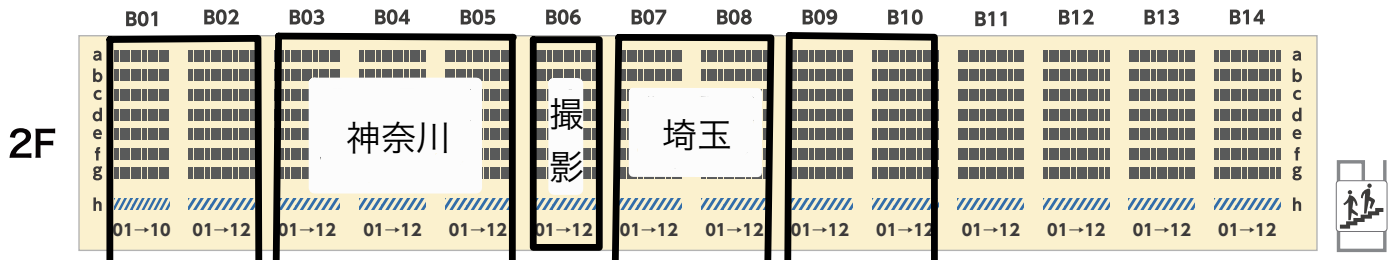 B01 B02 B03 B04 B05 B06 B07 B08 B09 B10 B11 B12 B13 B14
a a
b b
c c
d d
2F
神奈川
撮影
埼玉
e e
f f
g g
h h
01→10 01→12 01→12 01→12 01→12 01→12 01→12 01→12 01→12 01→12 01→12 01→12 01→12 01→12